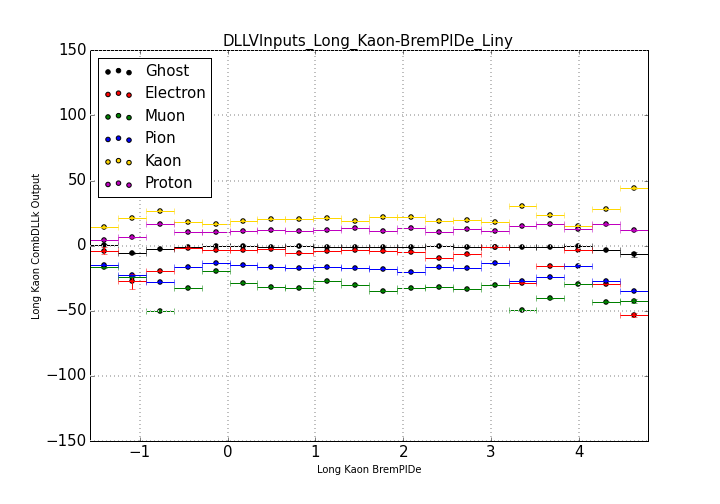 DLLVInputs_Long_Kaon-BremPIDe_Liny
150
100
50
0
−50
−100
−150
Long Kaon CombDLLk Output
Ghost
Electron
Muon
Pion
Kaon
Proton
−1 0 1 2 3 4
Long Kaon BremPIDe